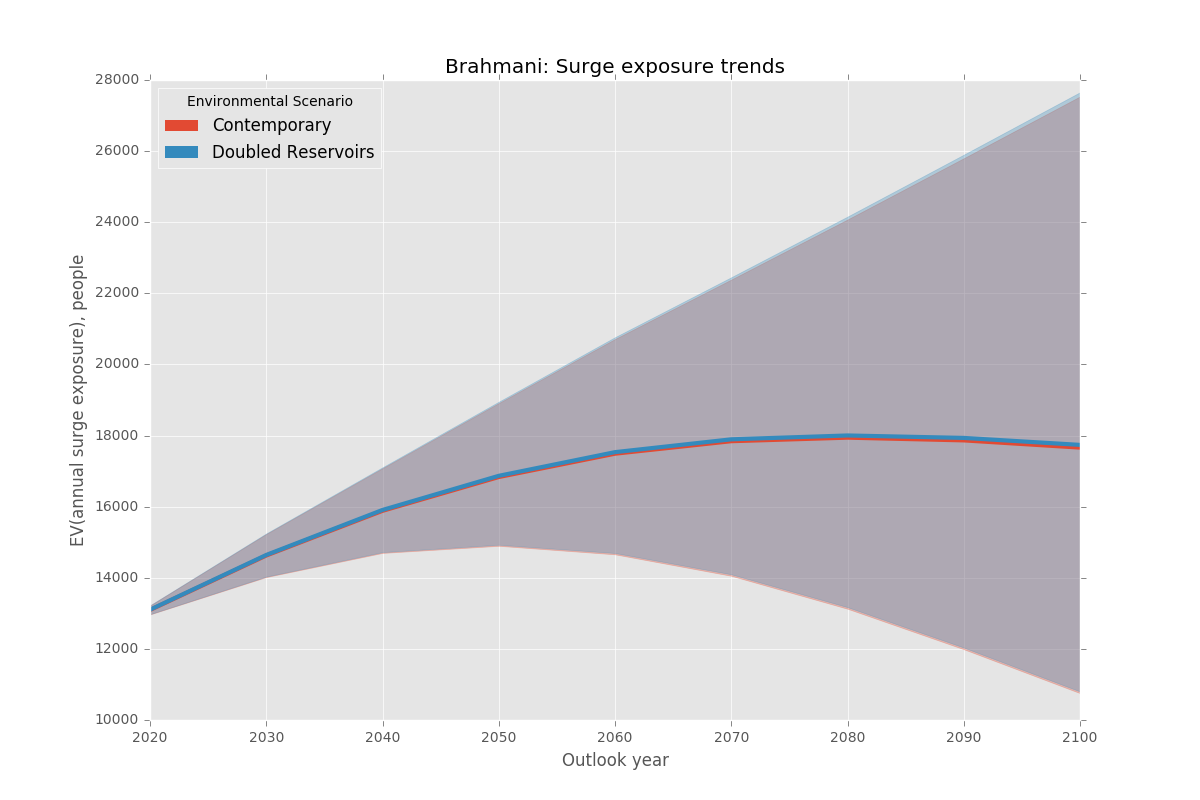 Brahmani: Surge exposure trends
Environmental Scenario
Contemporary
Doubled Reservoirs
EV(annual surge exposure), people
28000
26000
24000
22000
20000
18000
16000
14000
12000
10000
2020 2030 2040 2050 2060 2070 2080 2090 2100
Outlook year